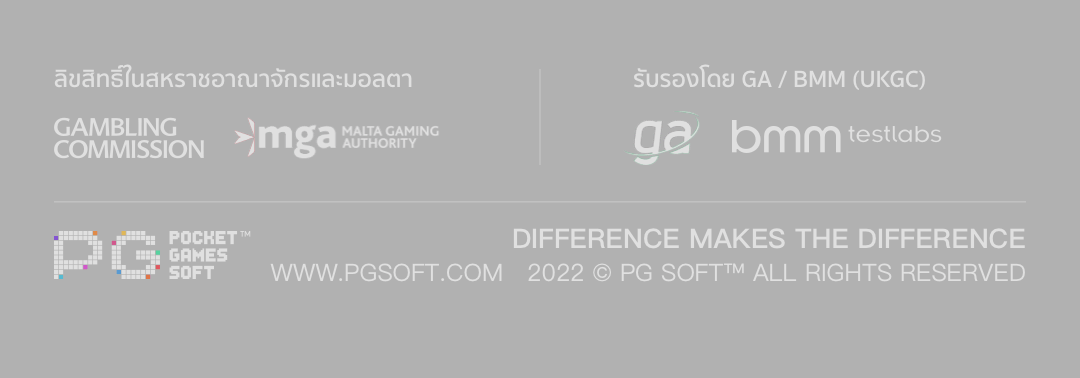 ลิขสิทธิ์ในสหราชอาณาจักรและมอลตา
GAMBLING
COMMISSION
mga MALTA GAMING
AUTHORITY
รับรองโดย GA / BMM (UKGC)
ga bmm testlabs
PG POCKET™
GAMES
SOFT
WWW.PGSOFT.COM
DIFFERENCE MAKES THE DIFFERENCE
2022 © PG SOFT™ ALL RIGHTS RESERVED